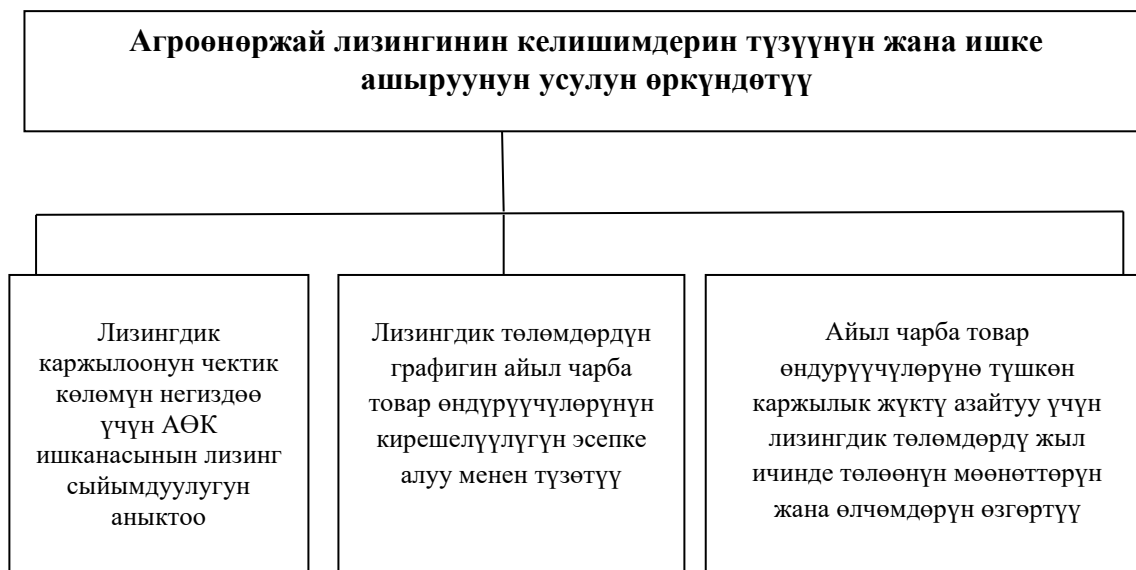 Агроөнөржай лизингинин келишимдерин түзүүнүн жана ишке
ашыруунун усулун өркүндөтүү
Лизингдик
каржылоонун чектик
көлөмүн негиздөө
үчүн АӨК
ишканасынын лизинг
сыйымдуулугун
аныктоо
Лизингдик төлөмдөрдүн
графигин айыл чарба
товар өндүрүүчүлөрүнүн
кирешелүүлүгүн эсепке
алуу менен түзөтүү
Айыл чарба товар
өндурүүчүлөрүнө түшкөн
каржылык жүктү азайтуу үчүн
лизингдик төлөмдөрдү жыл
ичинде төлөөнүн мөөнөттөрүн
жана өлчөмдөрүн өзгөртүү